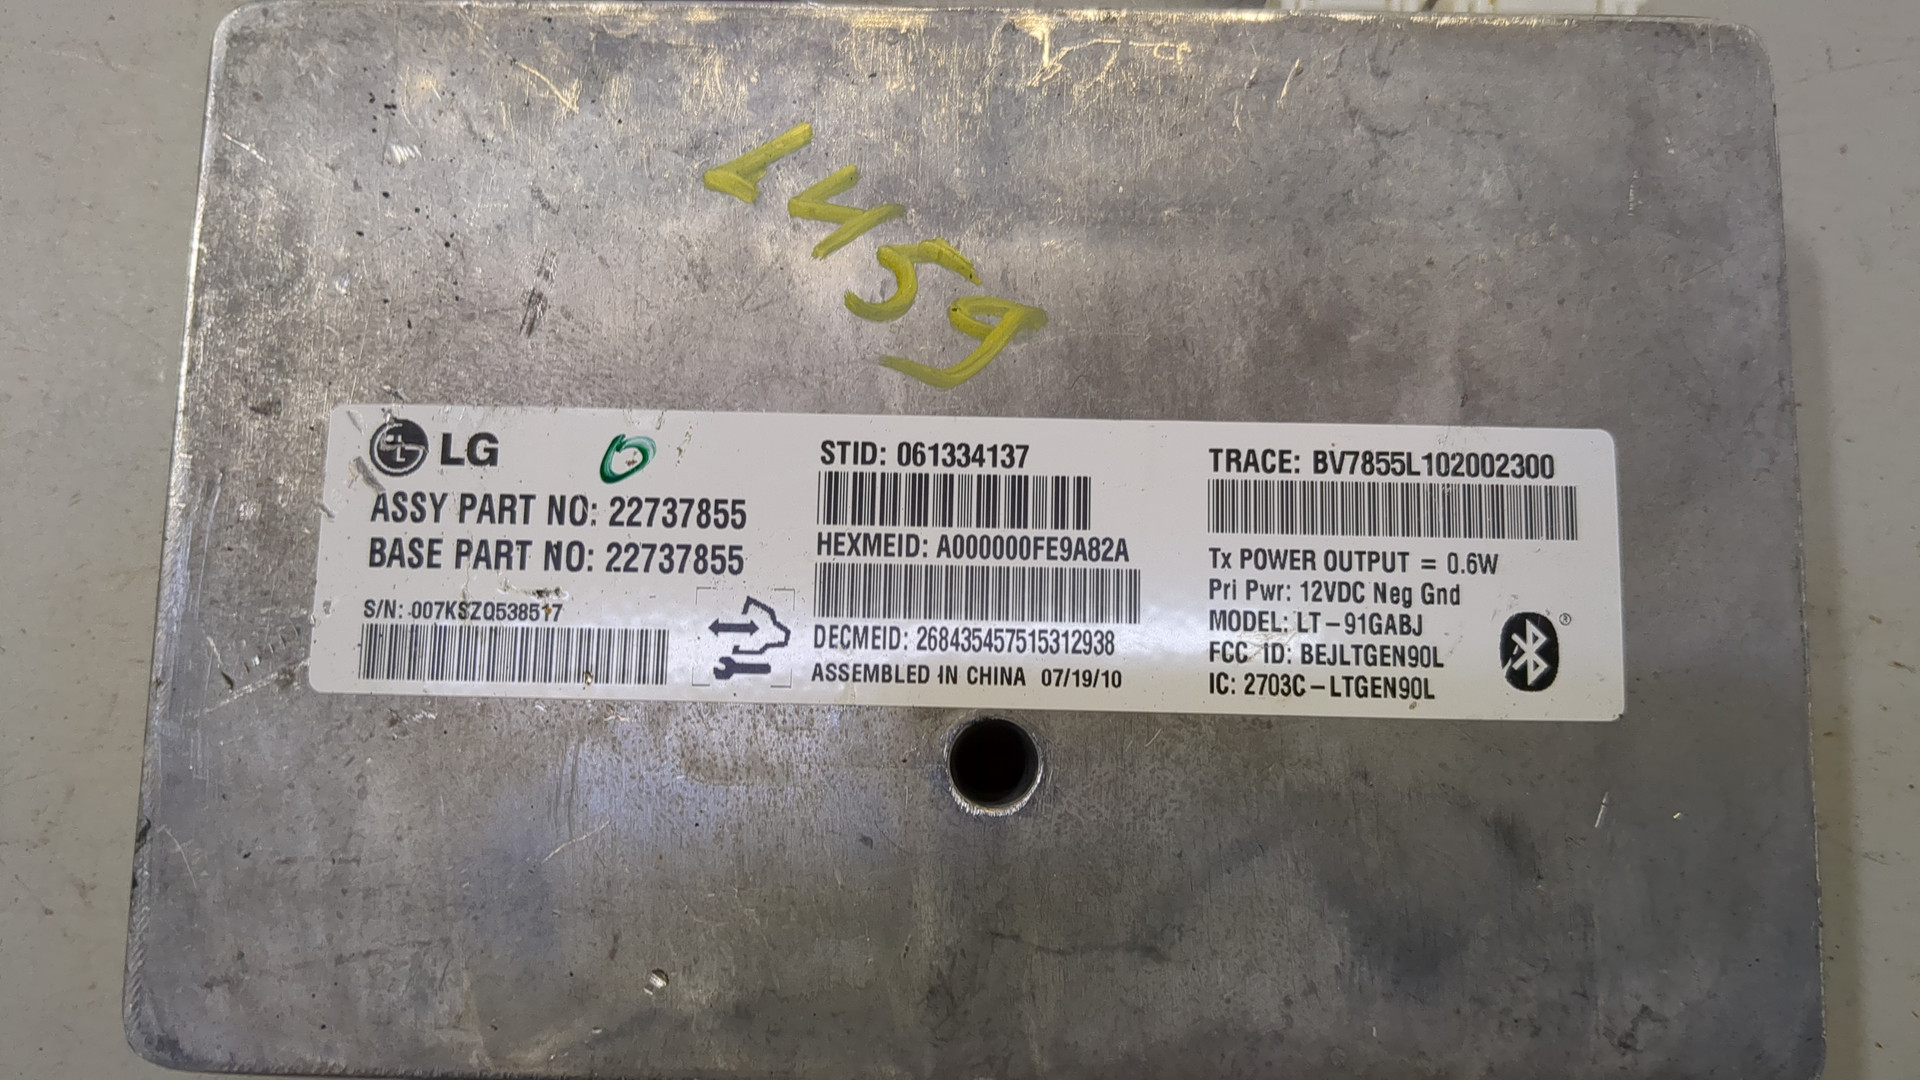 LY59
LG
ASSY PART NO: 22737855
BASE PART NO: 22737855
S/N: 007KSZQ538517
STID: 061334137
HEXMEID: A000000FE9A82A
DECMEID: 268435457515312938
ASSEMBLED IN CHINA 07/19/10
TRACE: BV7855L102002300
Tx POWER OUTPUT = 0.6W
Pri Pwr: 12VDC Neg Gnd
MODEL: LT-91GABJ
FCC ID: BEJLTGEN90L
IC: 2703C-LTGEN90L